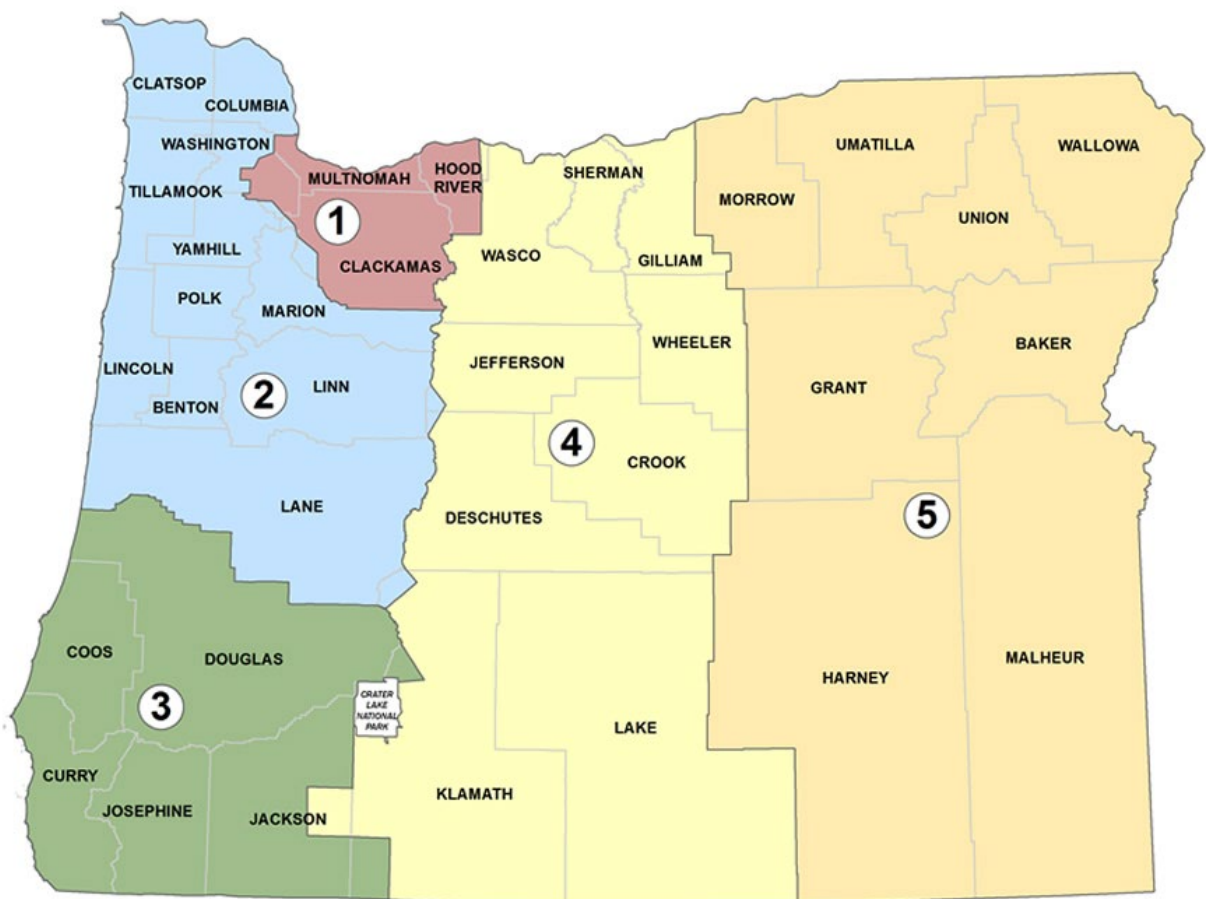 CLATSOP
COLUMBIA
WASHINGTON
TILLAMOOK
MULTNOMAH
HOOD
RIVER
1
YAMHILL
CLACKAMAS
POLK
MARION
LINCOLN
LINN
2
BENTON
LANE
SHERMAN
WASCO
GILLIAM
WHEELER
JEFFERSON
4
CROOK
DESCHUTES
UMATILLA
WALLOWA
MORROW
UNION
BAKER
GRANT
5
COOS
DOUGLAS
3
CRATER
LAKE
NATIONAL
PARK
CURRY
JOSEPHINE
JACKSON
KLAMATH
LAKE
HARNEY
MALHEUR